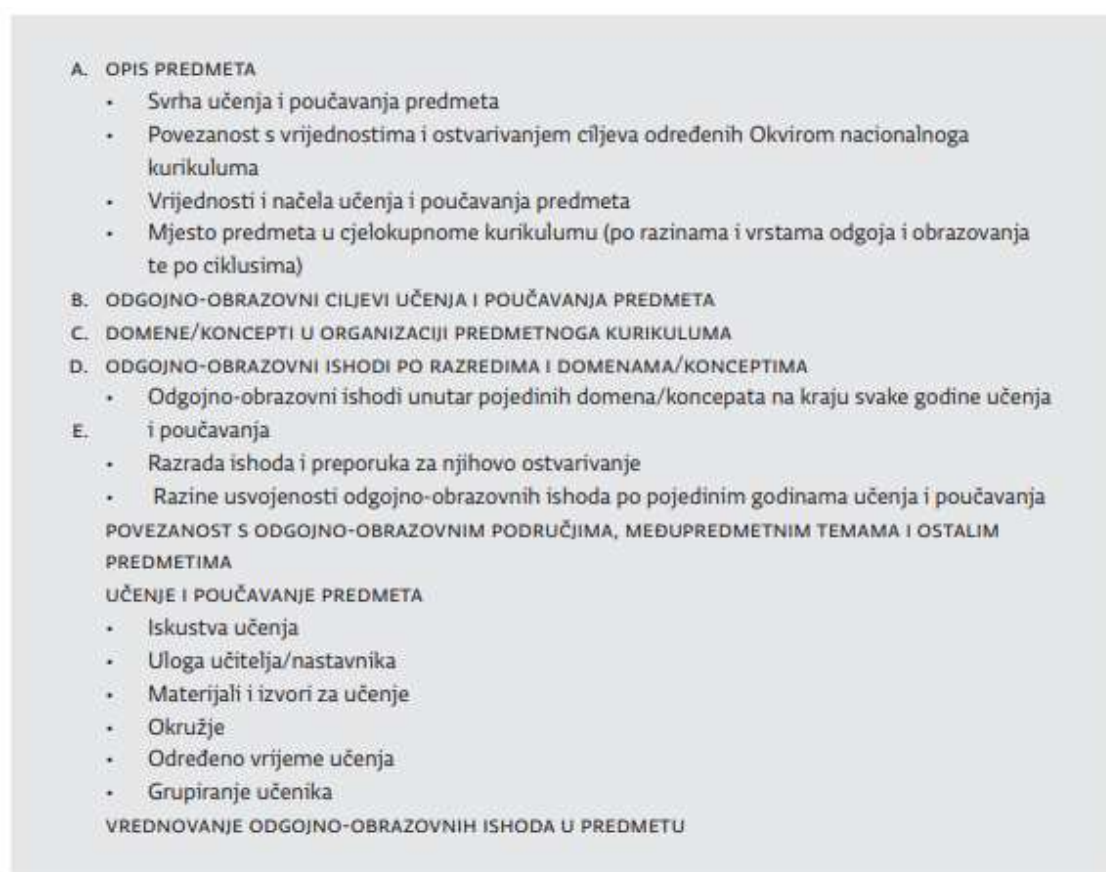 A. OPIS PREDMETA
• Svrha učenja i poučavanja predmeta
• Povezanost s vrijednostima i ostvarivanjem ciljeva određenih Okvirom nacionalnoga
kurikuluma
• Vrijednosti i načela učenja i poučavanja predmeta
• Mjesto predmeta u cjelokupnome kurikulumu (po razinama i vrstama odgoja i obrazovanja
te po ciklusima)
B. ODGOJNO-OBRAZOVNI CILJEVI UČENJA I POUČAVANJA PREDMETA
C. DOMENE/KONCEPTI U ORGANIZACIJI PREDMETNOGA KURIKULUMA
D. ODGOJNO-OBRAZOVNI ISHODI PO RAZREDIMA I DOMENAMA/KONCEPTIMA
• Odgojno-obrazovni ishodi unutar pojedinih domena/koncepata na kraju svake godine učenja
E. i poučavanja
• Razrada ishoda i preporuka za njihovo ostvarivanje
• Razine usvojenosti odgojno-obrazovnih ishoda po pojedinim godinama učenja i poučavanja
POVEZANOST S ODGOJNO-OBRAZOVNIM PODRUČJIMA, MEĐUPREDMETNIM TEMAMA I OSTALIM
PREDMETIMA
UČENJE I POUČAVANJE PREDMETA
• Iskustva učenja
• Uloga učitelja/nastavnika
• Materijali i izvori za učenje
• Okružje
• Određeno vrijeme učenja
• Grupiranje učenika
VREDNOVANJE ODGOJNO-OBRAZOVNIH ISHODA U PREDMETU